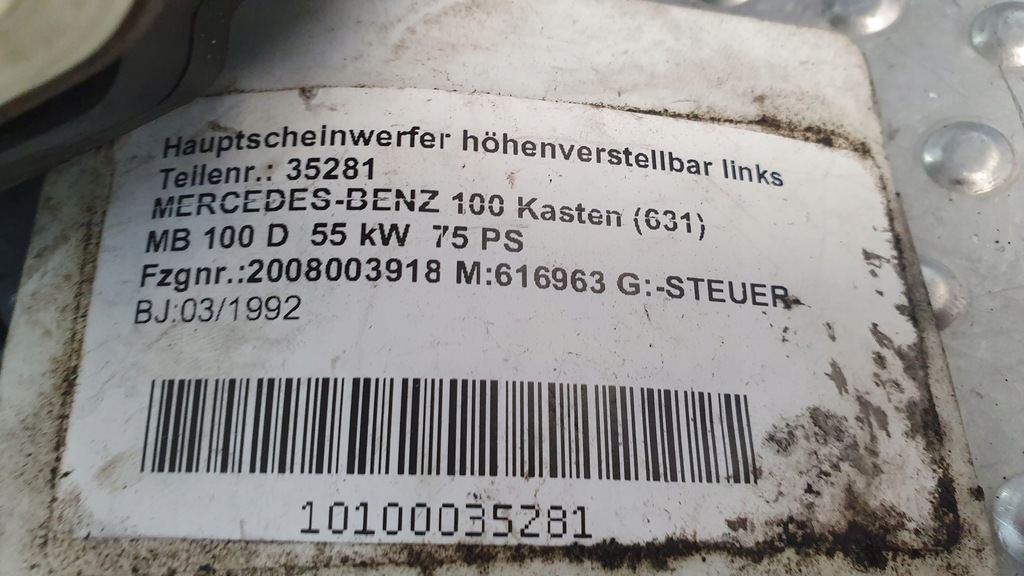 Hauptscheinwerfer höhenverstellbar links
Teilenr.: 35281
MERCEDES-BENZ 100 Kasten (631)
MB 100 D 55 kW 75 PS
Fzgnr.:2008003918 M:616963 G:-STEUER-
BJ:03/1992
10100035281